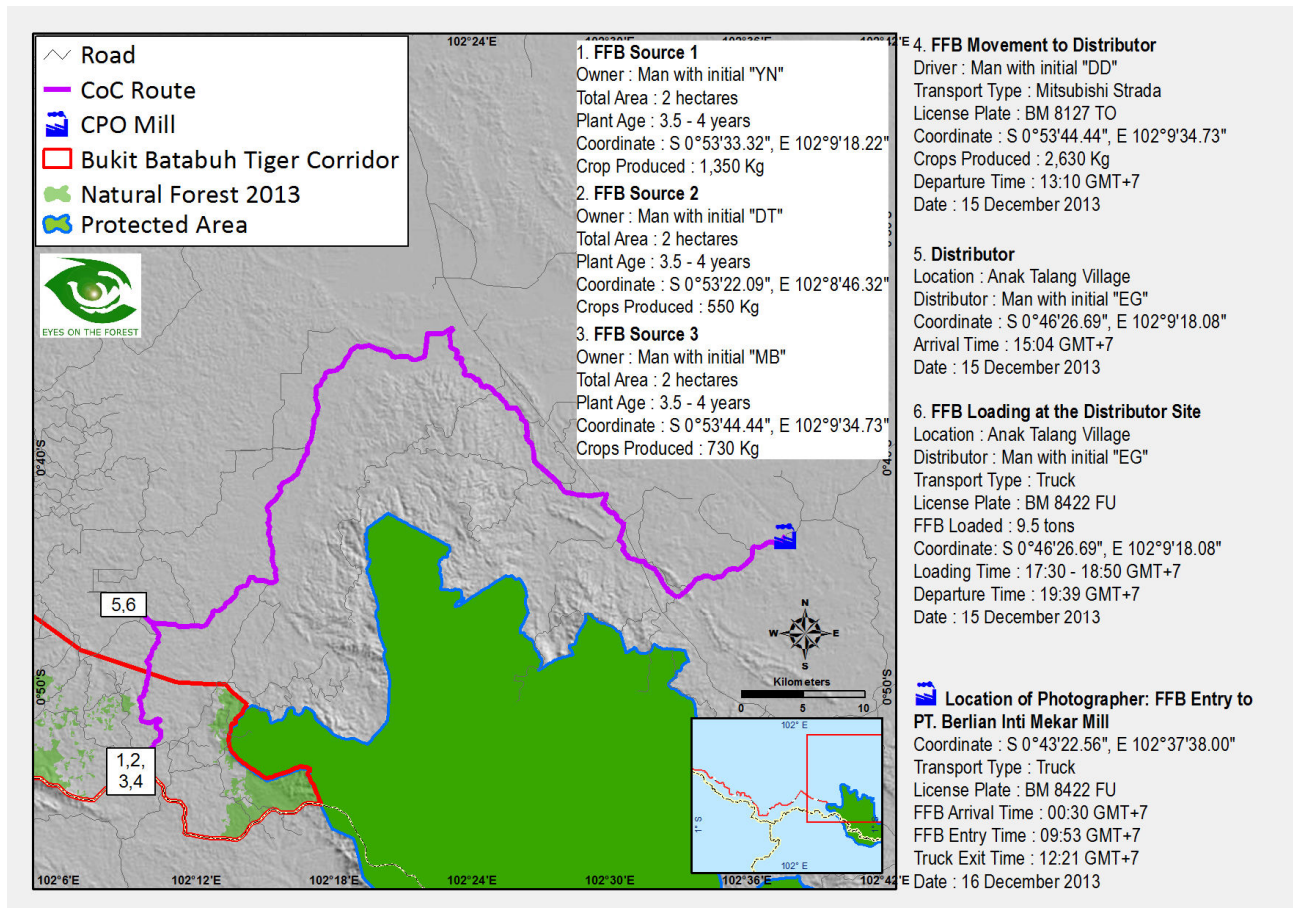 Road
CoC Route
CPO Mill
Bukit Batabuh Tiger Corridor
Natural Forest 2013
Protected Area
EYES ON THE FOREST
102°24'E
102°30'E
102°36'E
102°42'E
1. FFB Source 1
Owner : Man with initial "YN"
Total Area : 2 hectares
Plant Age : 3.5 - 4 years
Coordinate : S 0°53'33.32", E 102°9'18.22"
Crop Produced : 1,350 Kg
2. FFB Source 2
Owner : Man with initial "DT"
Total Area : 2 hectares
Plant Age : 3.5 - 4 years
Coordinate : S 0°53'22.09", E 102°8'46.32"
Crops Produced : 550 Kg
3. FFB Source 3
Owner : Man with initial "MB"
Total Area : 2 hectares
Plant Age : 3.5 - 4 years
Coordinate : S 0°53'44.44", E 102°9'34.73"
Crops Produced : 730 Kg
0°40'S
0°50'S
0°50'S
5,6
1,2,
3,4
N
W E
S
Kilometers
0 5 10
102° E
1° S
1° S
102° E
102°6'E
102°12'E
102°18'E
102°24'E
102°30'E
102°36'E
102°42'E
4. FFB Movement to Distributor
Driver : Man with initial "DD"
Transport Type : Mitsubishi Strada
License Plate : BM 8127 TO
Coordinate : S 0°53'44.44", E 102°9'34.73"
Crops Produced : 2,630 Kg
Departure Time : 13:10 GMT+7
Date : 15 December 2013
5. Distributor
Location : Anak Talang Village
Distributor : Man with initial "EG"
Coordinate : S 0°46'26.69", E 102°9'18.08"
Arrival Time : 15:04 GMT+7
Date : 15 December 2013
6. FFB Loading at the Distributor Site
Location : Anak Talang Village
Distributor : Man with initial "EG"
Transport Type : Truck
License Plate : BM 8422 FU
FFB Loaded : 9.5 tons
Coordinate: S 0°46'26.69", E 102°9'18.08"
Loading Time : 17:30 - 18:50 GMT+7
Departure Time : 19:39 GMT+7
Date : 15 December 2013
Location of Photographer: FFB Entry to
PT. Berlian Inti Mekar Mill
Coordinate : S 0°43'22.56", E 102°37'38.00"
Transport Type : Truck
License Plate : BM 8422 FU
FFB Arrival Time : 00:30 GMT+7
FFB Entry Time : 09:53 GMT+7
Truck Exit Time : 12:21 GMT+7
Date : 16 December 2013